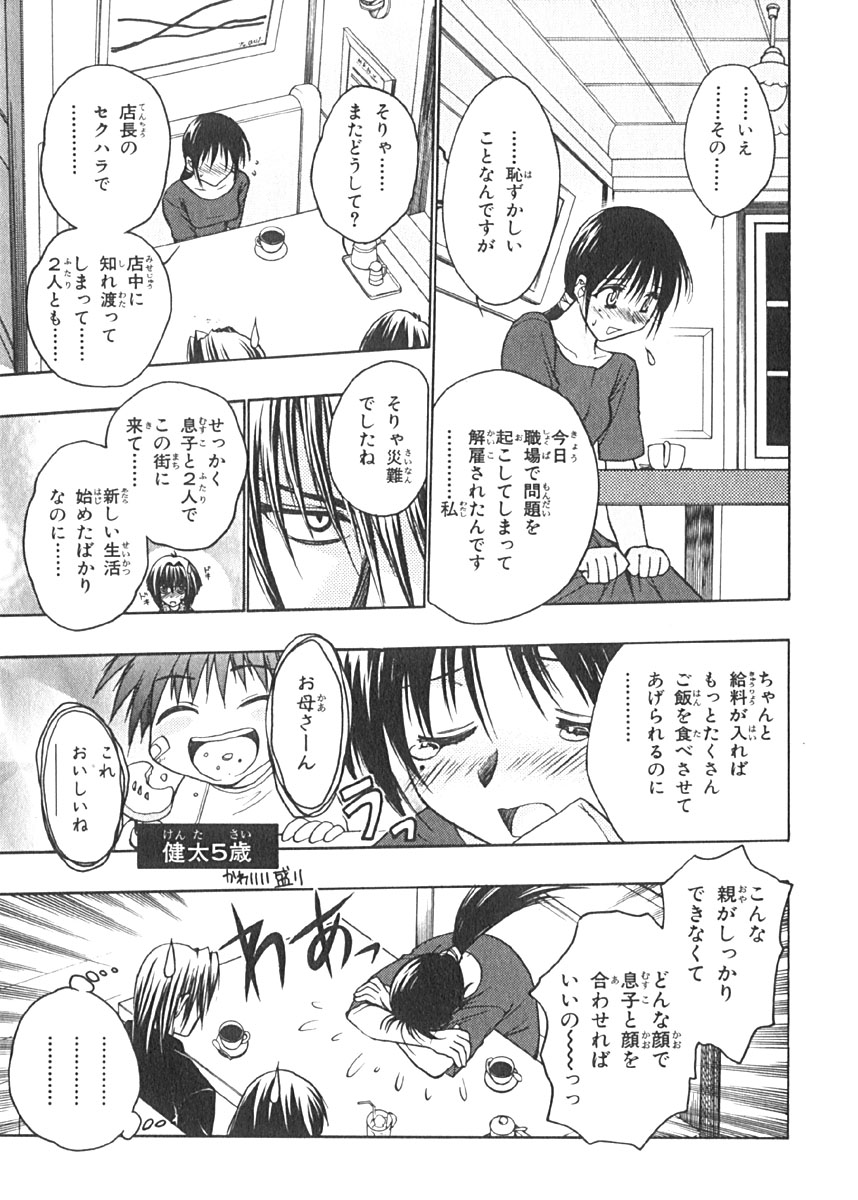 ……いえ
その……
……恥ずかしい
ことなんですが
今日
職場で問題を
起こしてしまって
解雇されたんです
………私
そりゃ……
またどうして?
店長の
セクハラで
………
店中に
知れ渡って
しまって……
2人とも……
そりゃ災難
でしたね
せっかく
息子と2人で
この街に
来て……
新しい生活
始めたばかり
なのに……
ドキ
ドキ
ちゃんと
給料が入れば
もっとたくさん
ご飯を食べさせて
あげられるのに
………
うっ
お母さーん
これ
おいしいね
――
健太5歳
かわいい盛り
こんな
親がしっかり
できなくて
どんな顔で
息子と顔を
合わせれば
いいの~~っっ
わあっ
………
………
………